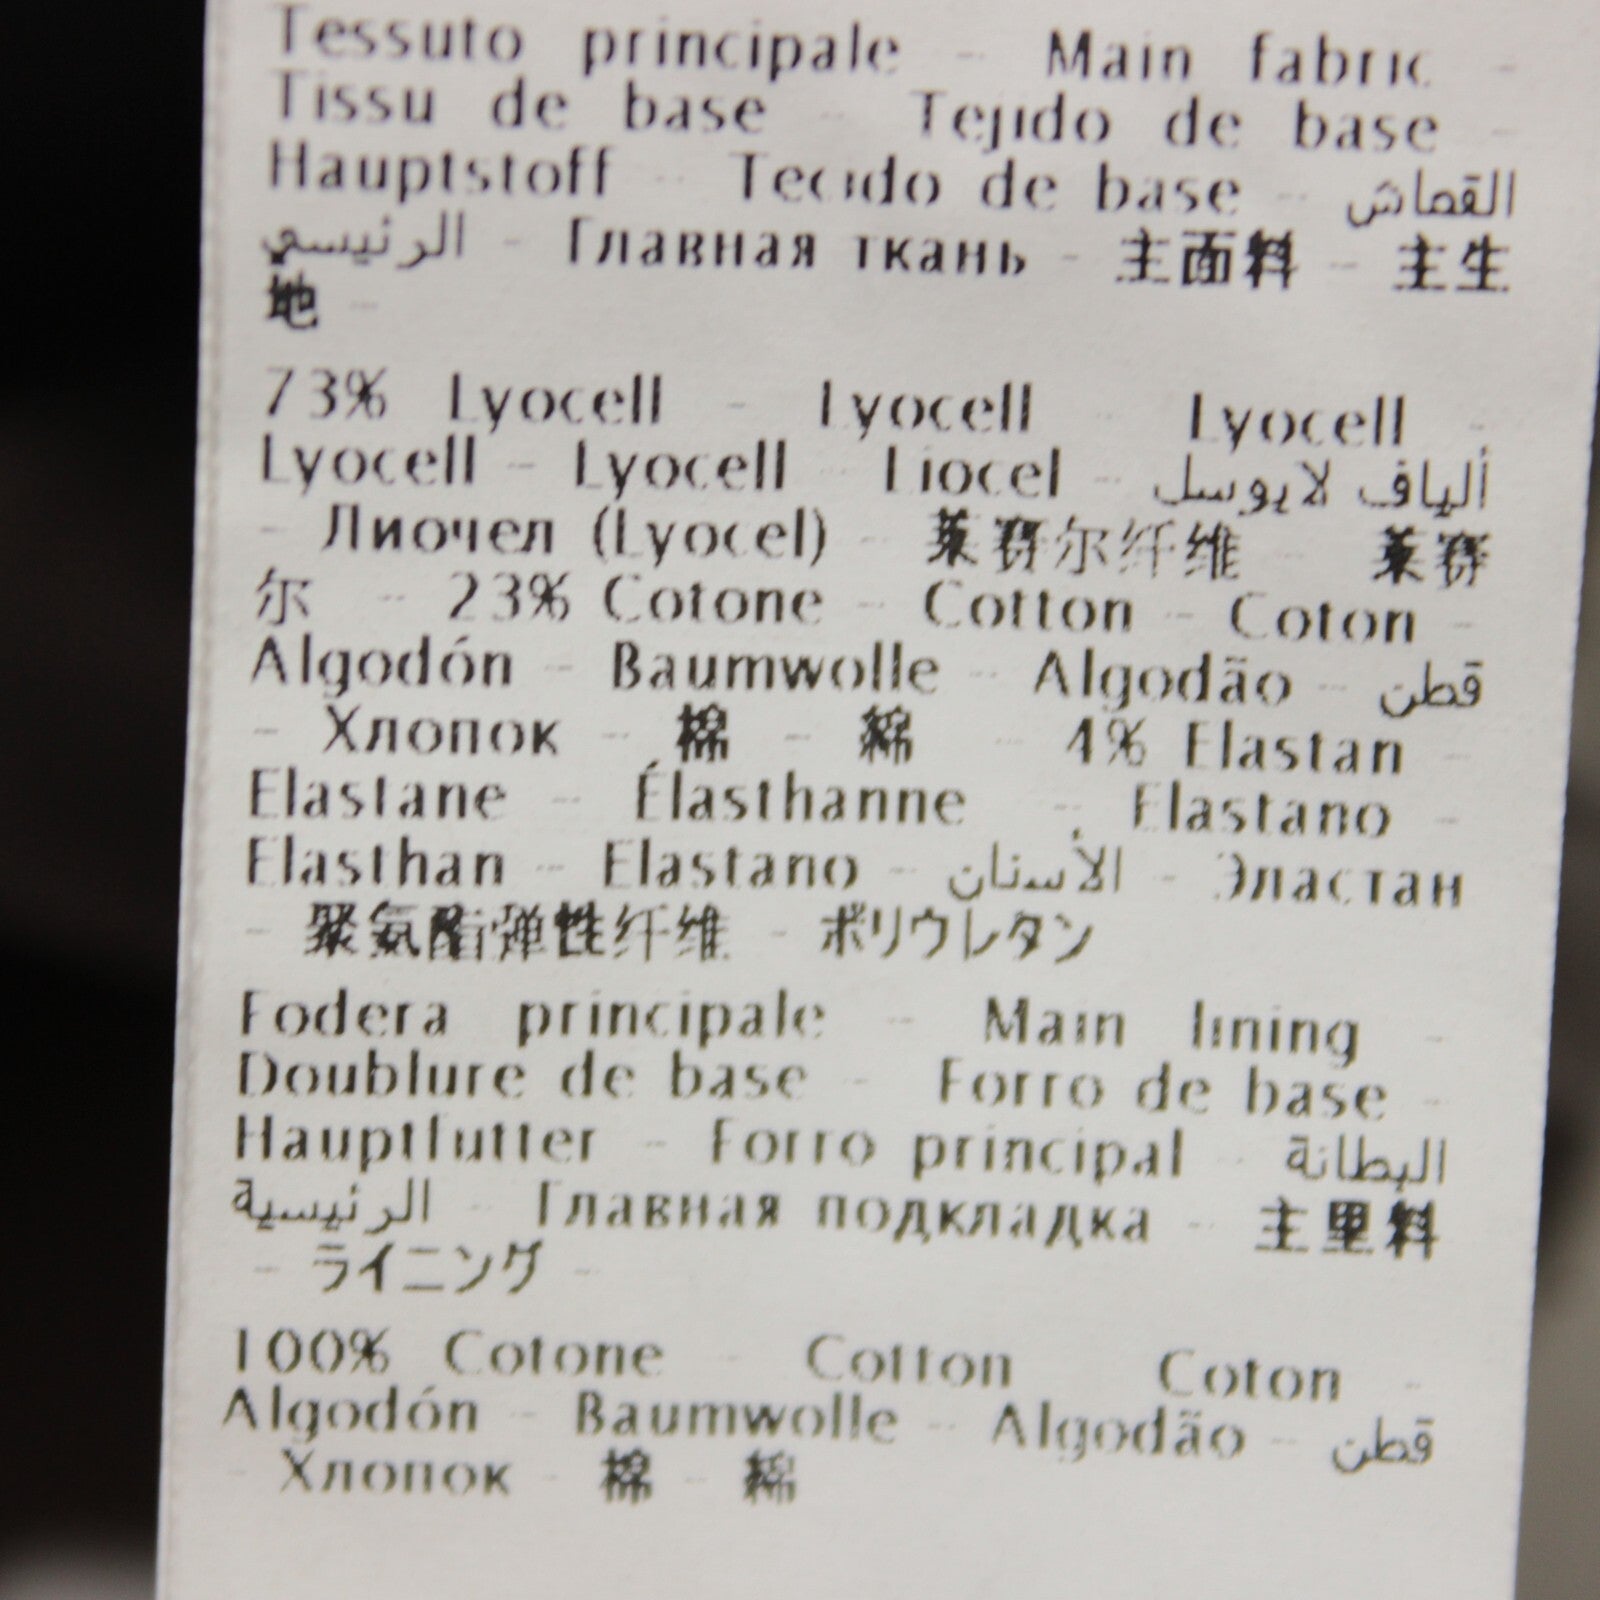 Tessuto principale - Main fabric -
Tissu de base - Tejido de base -
Hauptstoff - Tecido de base - القماش
الرئيسي - Главная ткань - 主面料 - 主生
地 -
73% Lyocell - Lyocell - Lyocell -
Lyocell - Lyocell - Liocel - ألياف لايوسل
- Лиочел (Lyocel) - 莱赛尔纤维 - 莱赛
尔 - 23% Cotone - Cotton - Coton -
Algodón - Baumwolle - Algodão - قطن
- Хлопок - 棉 - 綿 - 4% Elastan -
Elastane - Élasthanne - Elastano -
Elasthan - Elastano - الأستان - Эластан
- 聚氨酯弹性纤维 - ポリウレタン
Fodera principale - Main lining -
Doublure de base - Forro de base -
Hauptfutter - Forro principal - البطانة
الرئيسية - Главная подкладка - 主里料
- ライニング -
100% Cotone - Cotton - Coton -
Algodón - Baumwolle - Algodão - قطن
- Хлопок - 棉 - 綿